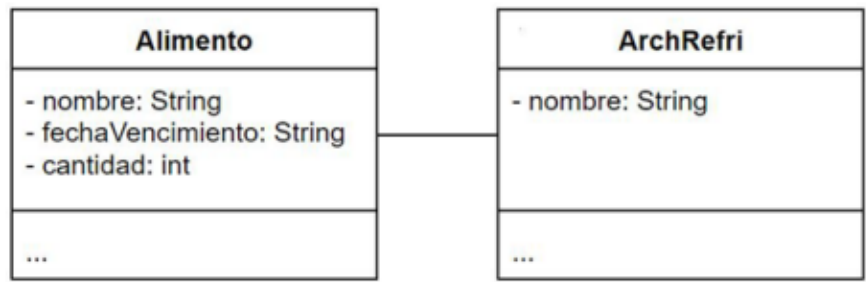 Alimento
- nombre: String
- fechaVencimiento: String
- cantidad: int
...
ArchRefri
- nombre: String
...